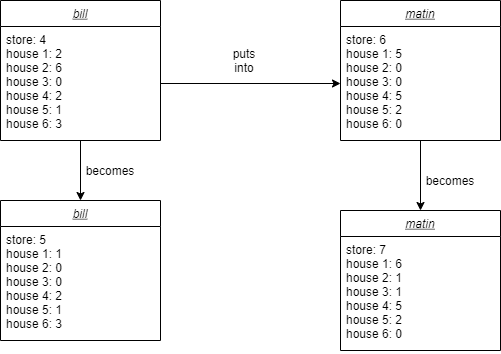 bill
store: 4
house 1: 2
house 2: 6
house 3: 0
house 4: 2
house 5: 1
house 6: 3
puts
into
matin
store: 6
house 1: 5
house 2: 0
house 3: 0
house 4: 5
house 5: 2
house 6: 0
becomes
becomes
bill
store: 5
house 1: 1
house 2: 0
house 3: 0
house 4: 2
house 5: 1
house 6: 3
matin
store: 7
house 1: 6
house 2: 1
house 3: 1
house 4: 5
house 5: 2
house 6: 0